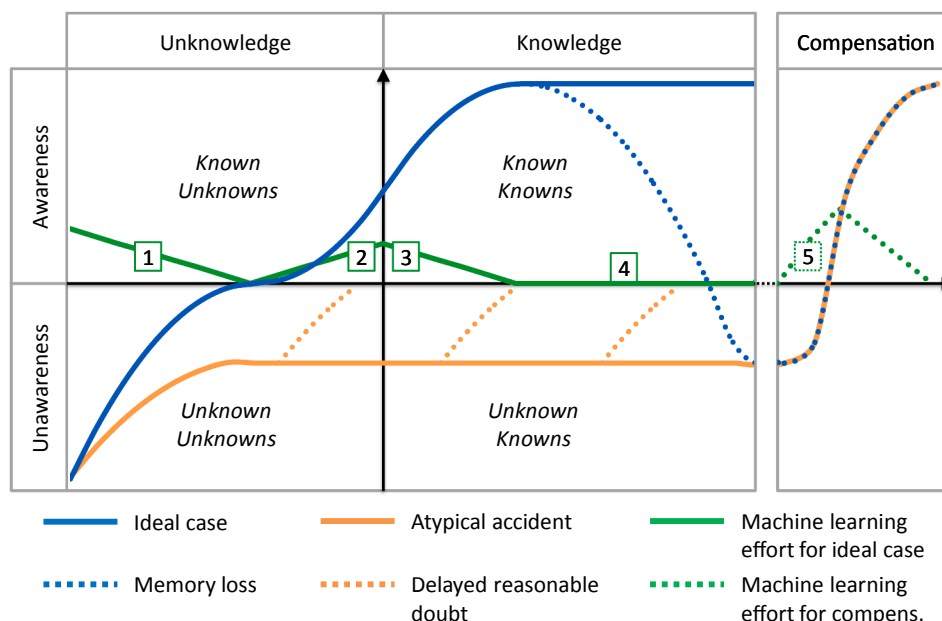 Unknowledge
Knowledge
Compensation
Awareness
Unawareness
Known
Unknowns
Known
Knowns
1
2
3
4
5
Unknown
Unknowns
Unknown
Knowns
Ideal case
Atypical accident
Machine learning
effort for ideal case
Memory loss
Delayed reasonable
doubt
Machine learning
effort for compens.